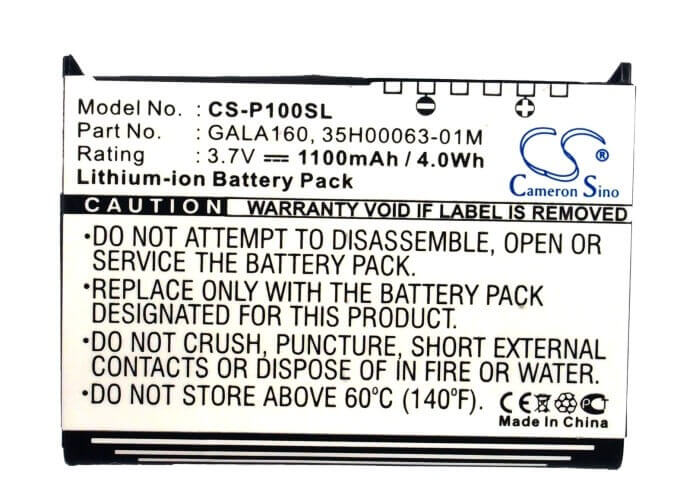 Model No. : CS-P100SL
Part No. : GALA160, 35H00063-01M
Rating : 3.7V 1100mAh / 4.0Wh
Lithium-ion Battery Pack
CS
Cameron Sino
CAUTION WARRANTY VOID IF LABEL IS REMOVED
•DO NOT ATTEMPT TO DISASSEMBLE, OPEN OR
SERVICE THE BATTERY PACK.
•REPLACE ONLY WITH THE BATTERY PACK
DESIGNATED FOR THIS PRODUCT.
•DO NOT CRUSH, PUNCTURE, SHORT EXTERNAL
CONTACTS OR DISPOSE OF IN FIRE OR WATER.
•DO NOT STORE ABOVE 60°C (140°F).
CE
Made In China